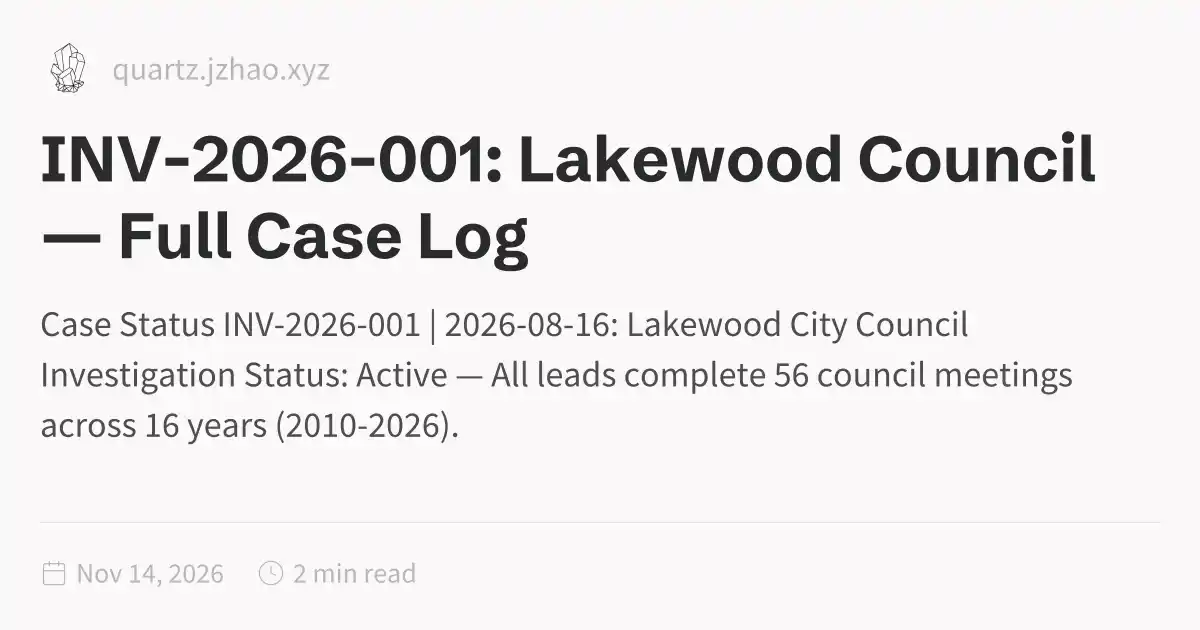 quartz.jzhao.xyz
INV-2026-001: Lakewood Council
— Full Case Log
Case Status INV-2026-001 | 2026-08-16: Lakewood City Council
Investigation Status: Active — All leads complete 56 council meetings
across 16 years (2010-2026).
Nov 14, 2026 2 min read